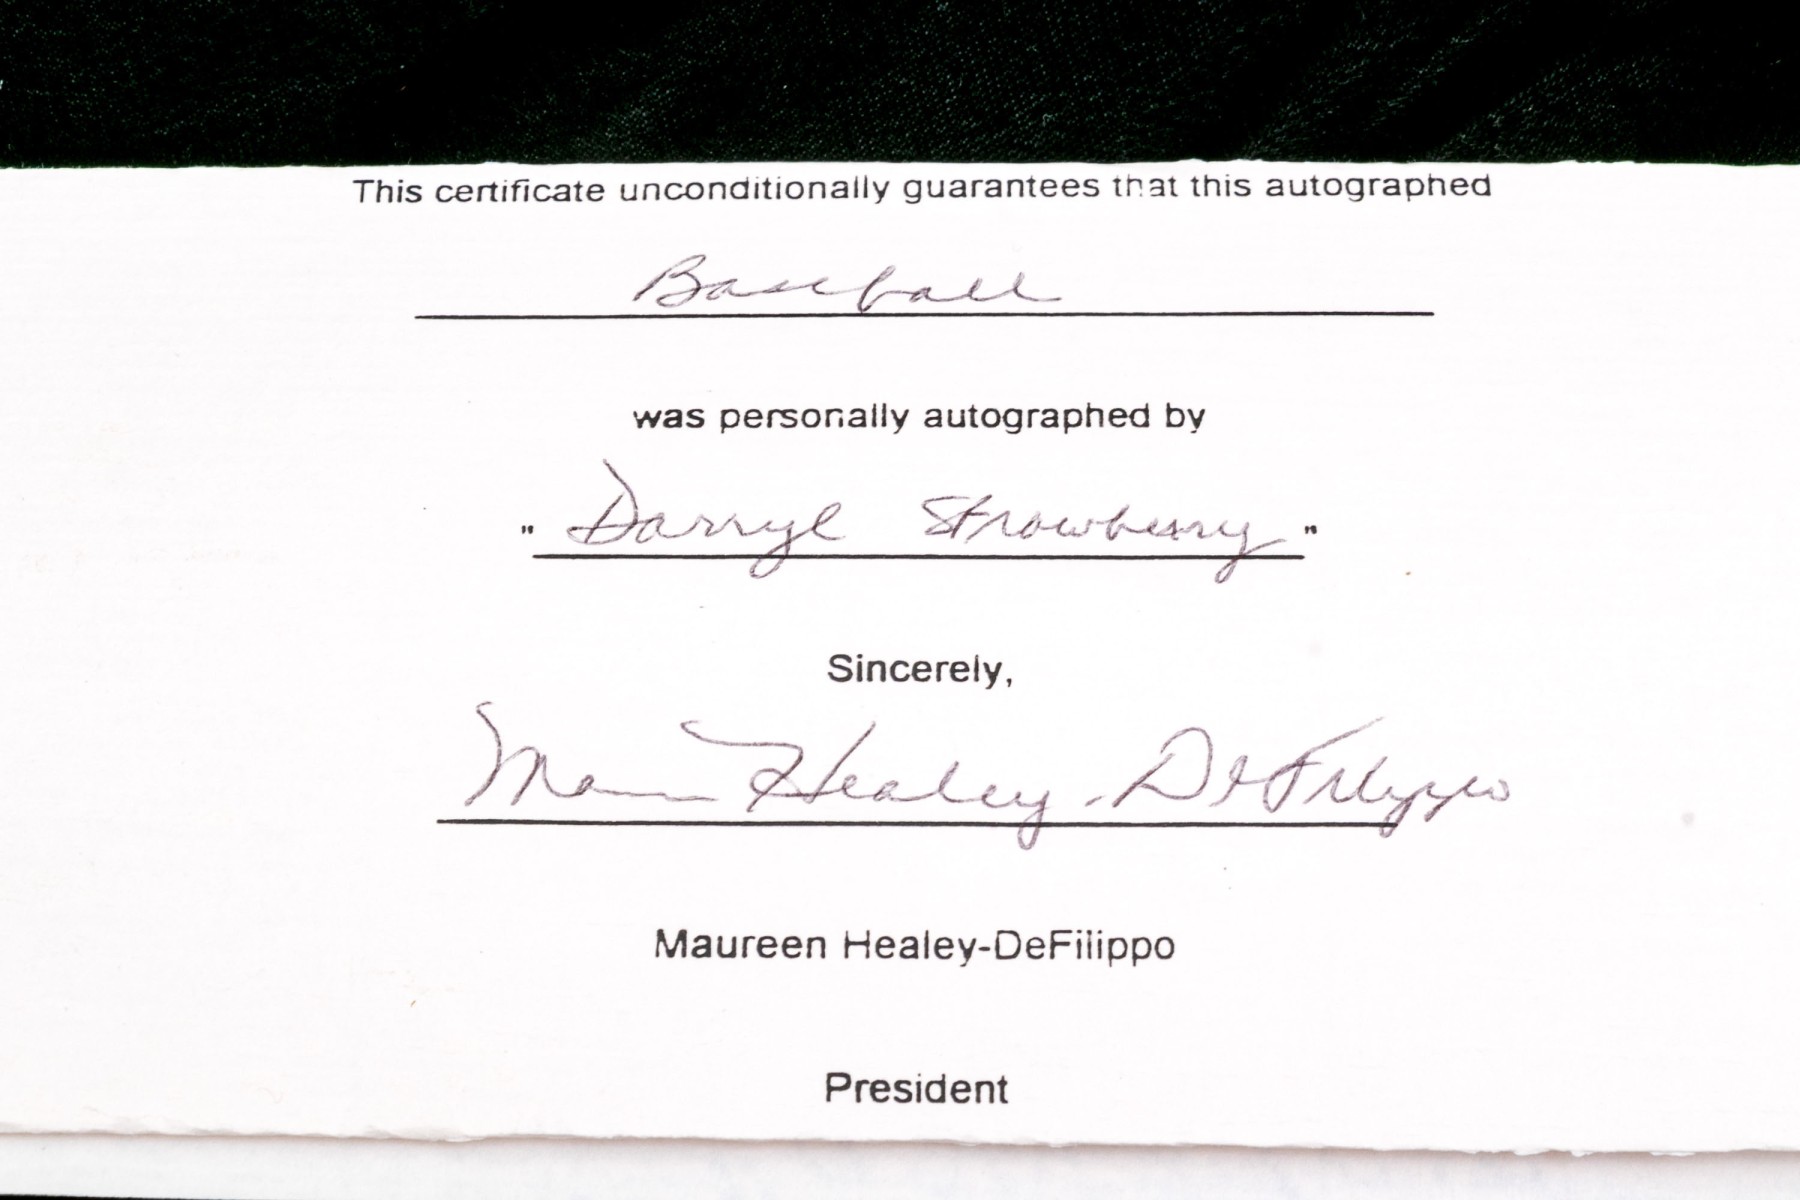 This certificate unconditionally guarantees that this autographed
Baseball
was personally autographed by
" Darryl Strawberry "
Sincerely,
Maureen Healey-DeFilippo
Maureen Healey-DeFilippo
President